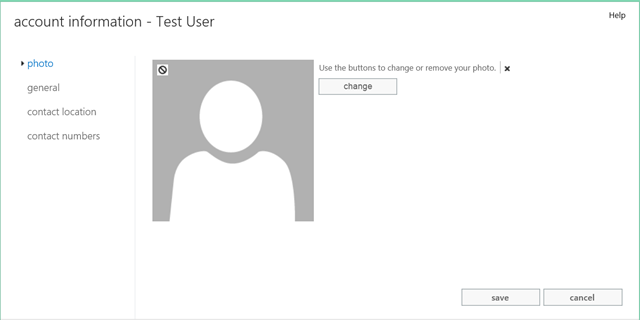 account information - Test User
Help
photo
general
contact location
contact numbers
Use the buttons to change or remove your photo.
change
save
cancel